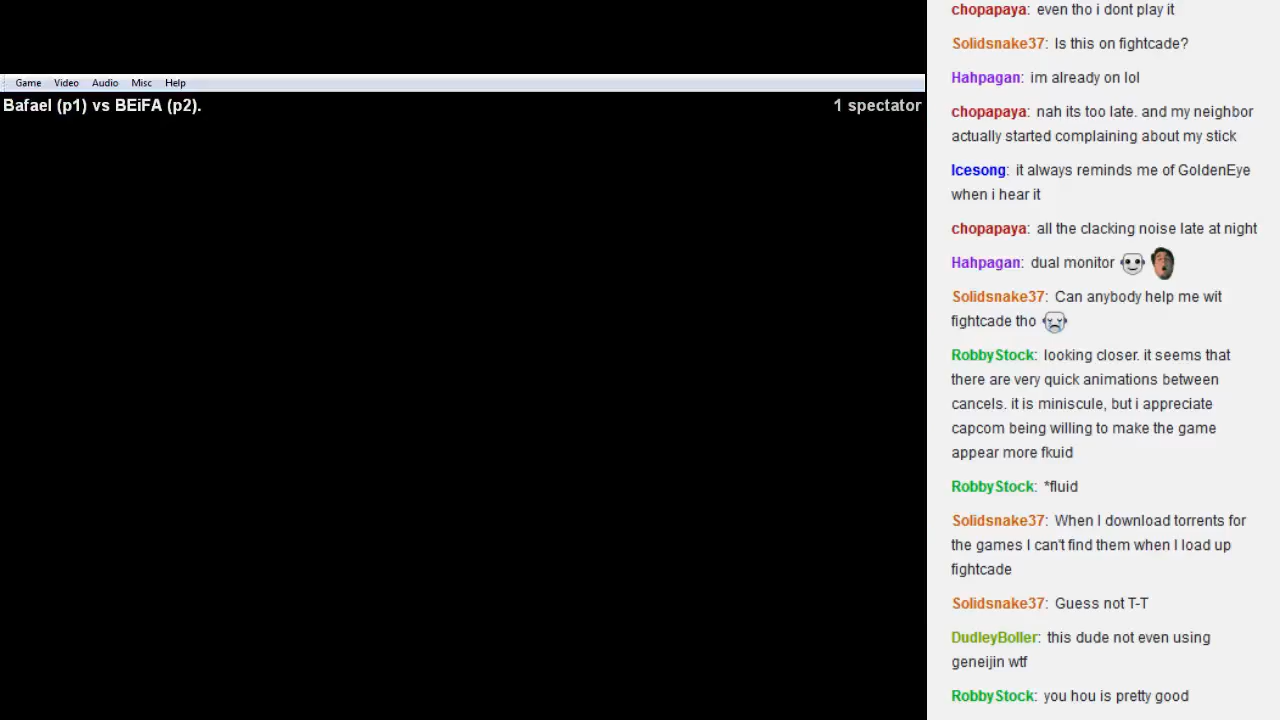 Game Video Audio Misc Help
Bafael (p1) vs BEiFA (p2).
1 spectator
chopapaya: even tho i dont play it
Solidsnake37: Is this on fightcade?
Hahpagan: im already on lol
chopapaya: nah its too late. and my neighbor
actually started complaining about my stick
Icesong: it always reminds me of GoldenEye
when i hear it
chopapaya: all the clacking noise late at night
Hahpagan: dual monitor
Solidsnake37: Can anybody help me wit
fightcade tho
RobbyStock: looking closer. it seems that
there are very quick animations between
cancels. it is miniscule, but i appreciate
capcom being willing to make the game
appear more fkuid
RobbyStock: *fluid
Solidsnake37: When I download torrents for
the games I can't find them when I load up
fightcade
Solidsnake37: Guess not T-T
DudleyBoller: this dude not even using
geneijin wtf
RobbyStock: you hou is pretty good